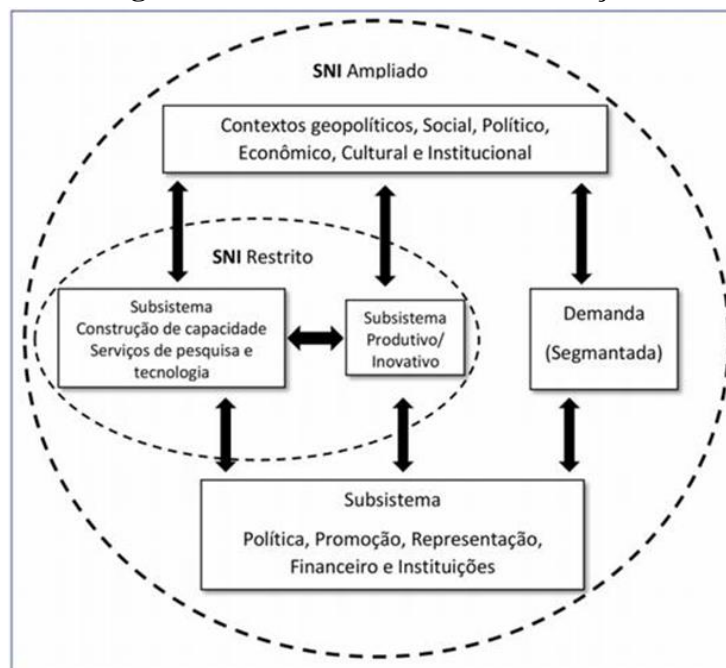 SNI Ampliado
Contextos geopolíticos, Social, Político,
Econômico, Cultural e Institucional
SNI Restrito
Subsistema
Construção de capacidade
Serviços de pesquisa e
tecnologia
Subsistema
Produtivo/
Inovativo
Demanda
(Segmantada)
Subsistema
Política, Promoção, Representação,
Financeiro e Instituições